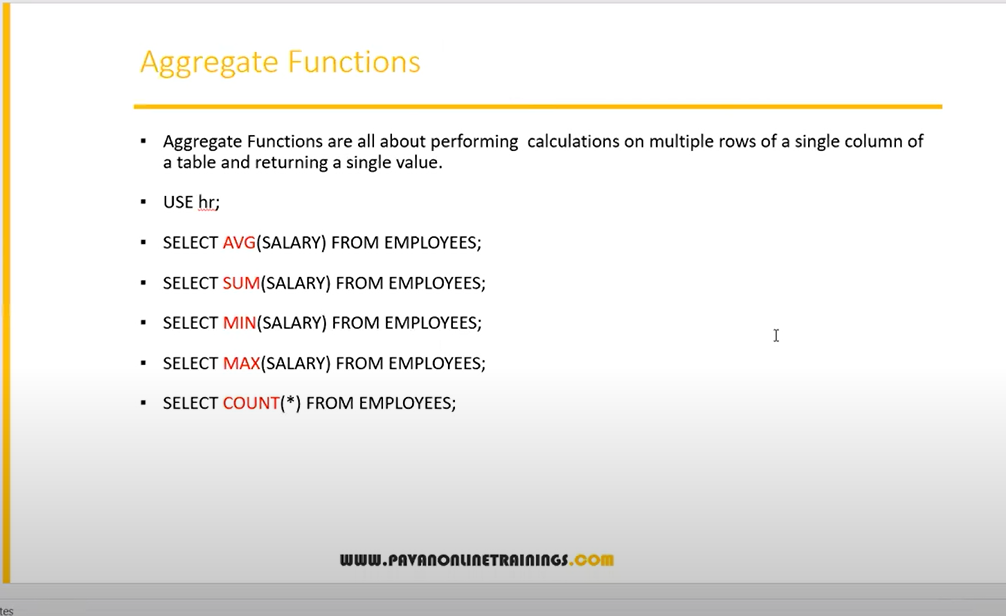 Aggregate Functions
▪ Aggregate Functions are all about performing calculations on multiple rows of a single column of
a table and returning a single value.
▪ USE hr;
▪ SELECT AVG(SALARY) FROM EMPLOYEES;
▪ SELECT SUM(SALARY) FROM EMPLOYEES;
▪ SELECT MIN(SALARY) FROM EMPLOYEES;
▪ SELECT MAX(SALARY) FROM EMPLOYEES;
▪ SELECT COUNT(*) FROM EMPLOYEES;
WWW.PAVANONLINETRAININGS.COM
tes